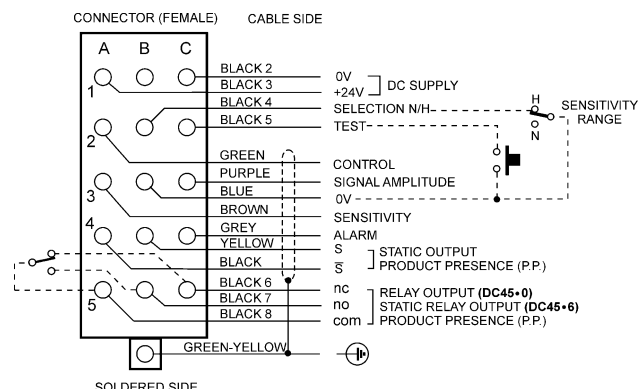 CONNECTOR (FEMALE) CABLE SIDE
A B C
1
2
3
4
5
BLACK 2 0V
BLACK 3 +24V
DC SUPPLY
BLACK 4 SELECTION N/H
BLACK 5 TEST
H
N
SENSITIVITY
RANGE
GREEN CONTROL
PURPLE SIGNAL AMPLITUDE
BLUE 0V
BROWN SENSITIVITY
GREY ALARM
YELLOW S
BLACK S̅
STATIC OUTPUT
PRODUCT PRESENCE (P.P.)
BLACK 6 nc
BLACK 7 no
BLACK 8 com
RELAY OUTPUT (DC45•0)
STATIC RELAY OUTPUT (DC45•6)
PRODUCT PRESENCE (P.P.)
GREEN-YELLOW
SOLDERED SIDE